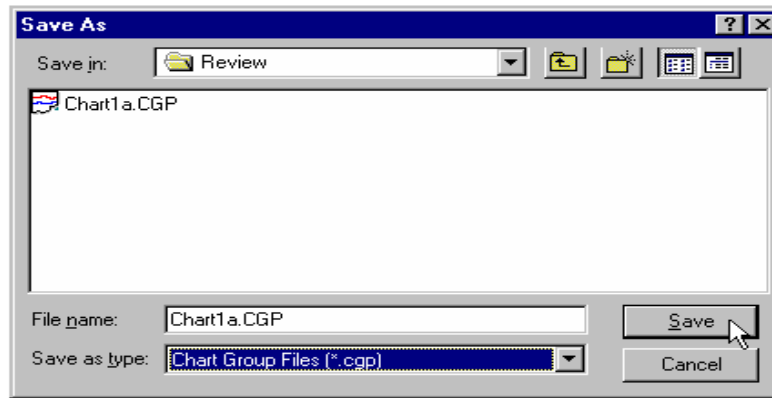 Save As
Save in: Review
Chart1a.CGP
File name: Chart1a.CGP Save
Save as type: Chart Group Files (*.cgp) Cancel